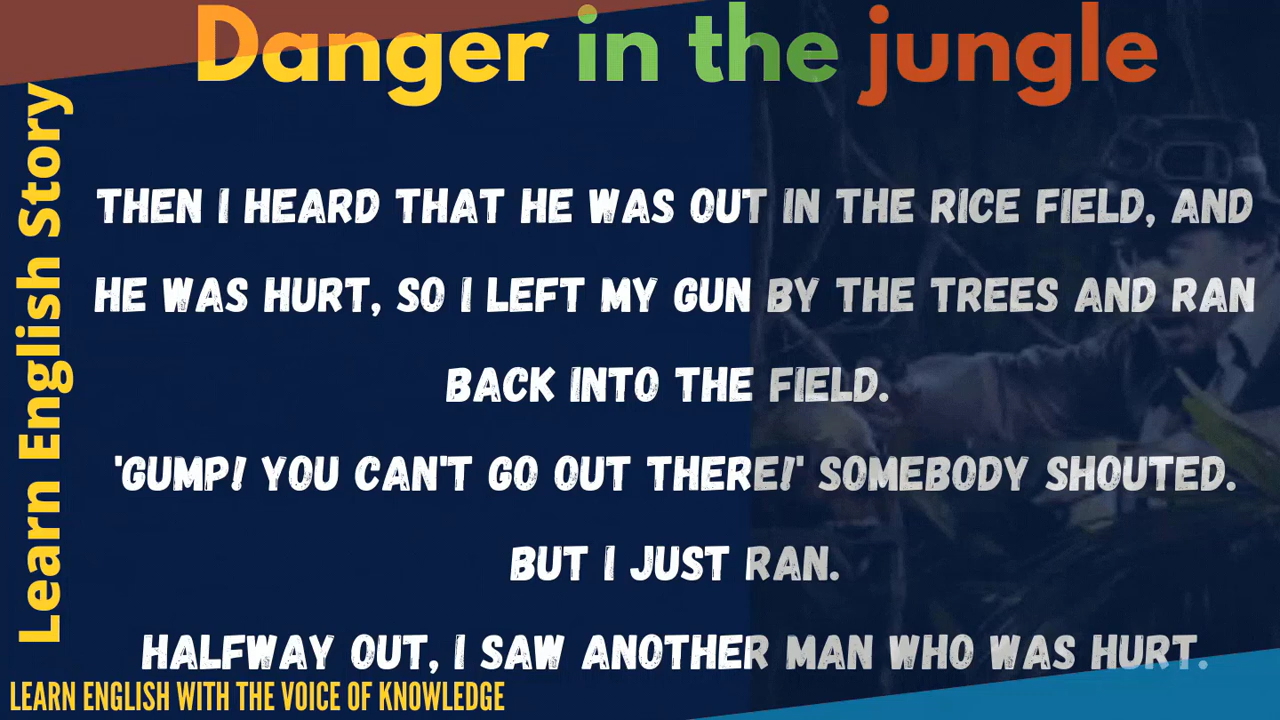 Danger in the jungle
Learn English Story
THEN I HEARD THAT HE WAS OUT IN THE RICE FIELD, AND
HE WAS HURT, SO I LEFT MY GUN BY THE TREES AND RAN
BACK INTO THE FIELD.
'GUMP! YOU CAN'T GO OUT THERE!' SOMEBODY SHOUTED.
BUT I JUST RAN.
HALFWAY OUT, I SAW ANOTHER MAN WHO WAS HURT.
LEARN ENGLISH WITH THE VOICE OF KNOWLEDGE